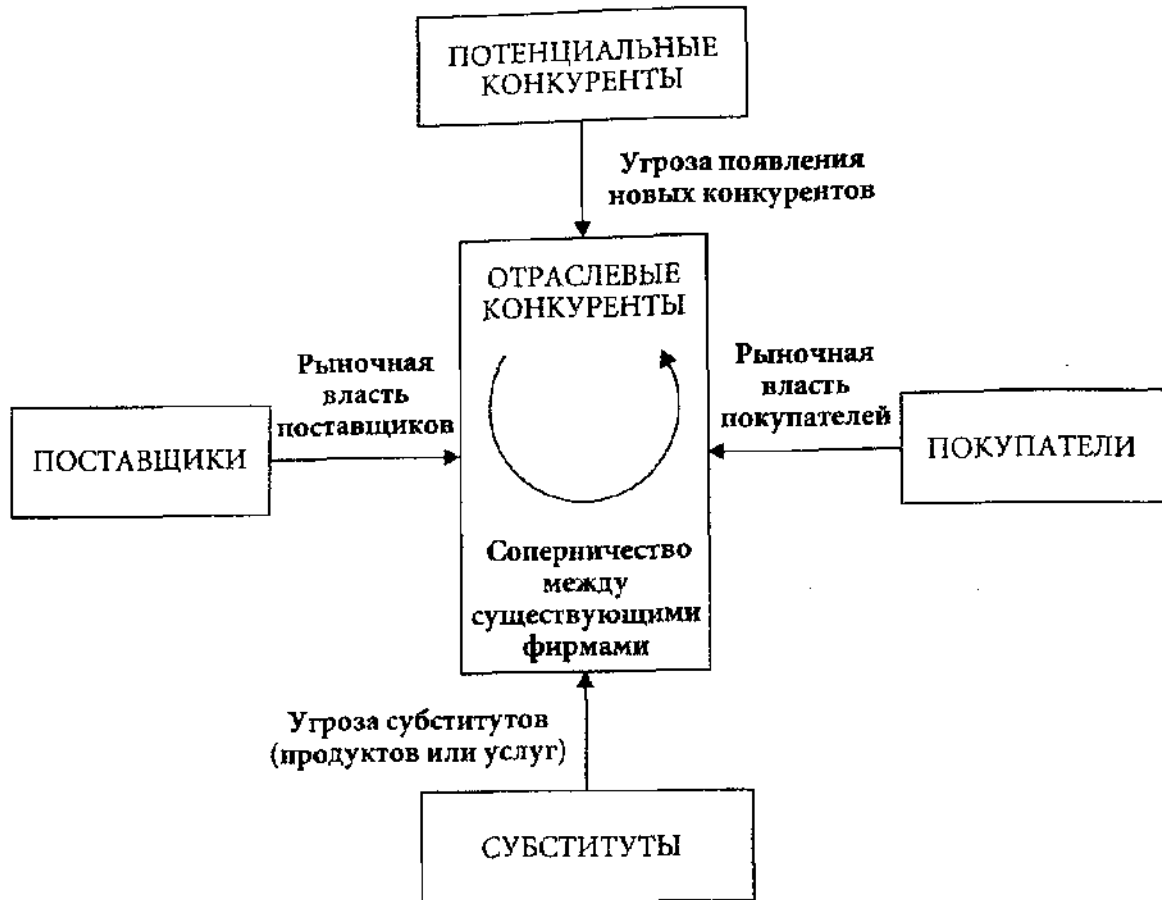 ПОТЕНЦИАЛЬНЫЕ
КОНКУРЕНТЫ
Угроза появления
новых конкурентов
ОТРАСЛЕВЫЕ
КОНКУРЕНТЫ
Рыночная
власть
поставщиков
Рыночная
власть
покупателей
ПОСТАВЩИКИ
ПОКУПАТЕЛИ
Соперничество
между
существующими
фирмами
Угроза субститутов
(продуктов или услуг)
СУБСТИТУТЫ